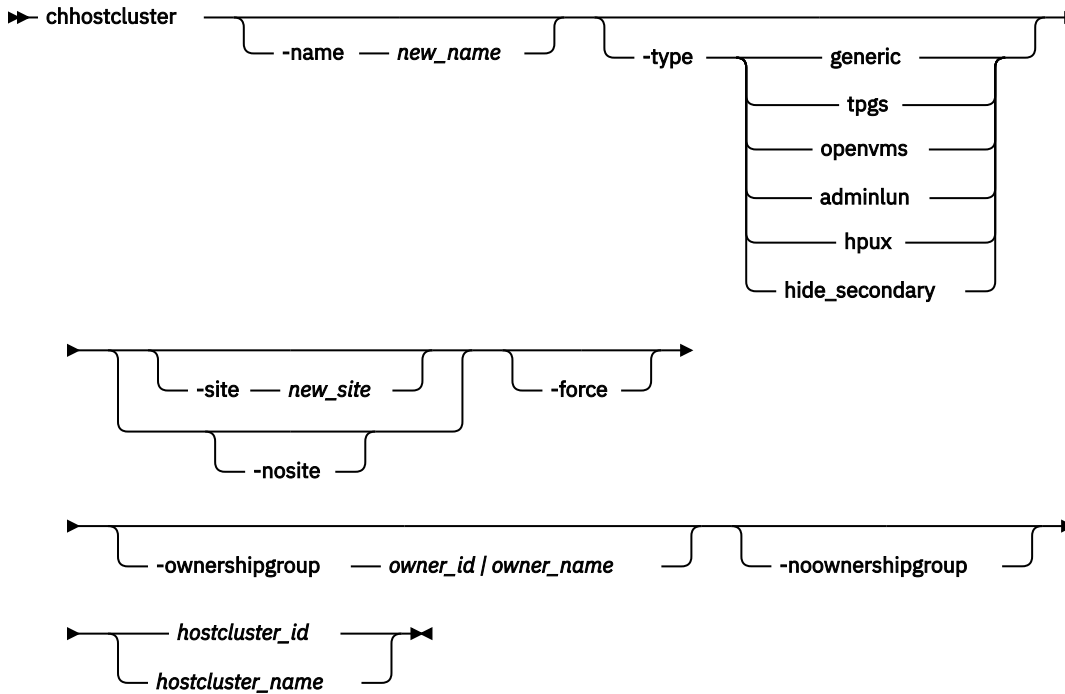 chhostcluster
-name new_name
-type generic
tpgs
openvms
adminlun
hpux
hide_secondary
-site new_site
-force
-nosite
-ownershipgroup owner_id | owner_name
-noownershipgroup
hostcluster_id
hostcluster_name